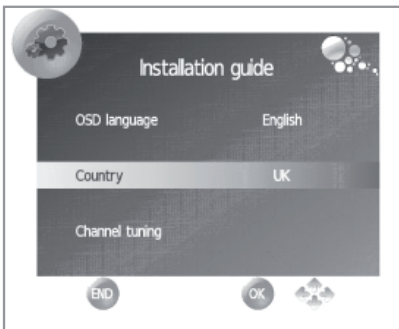 Installation guide
OSD language English
Country UK
Channel tuning
END OK